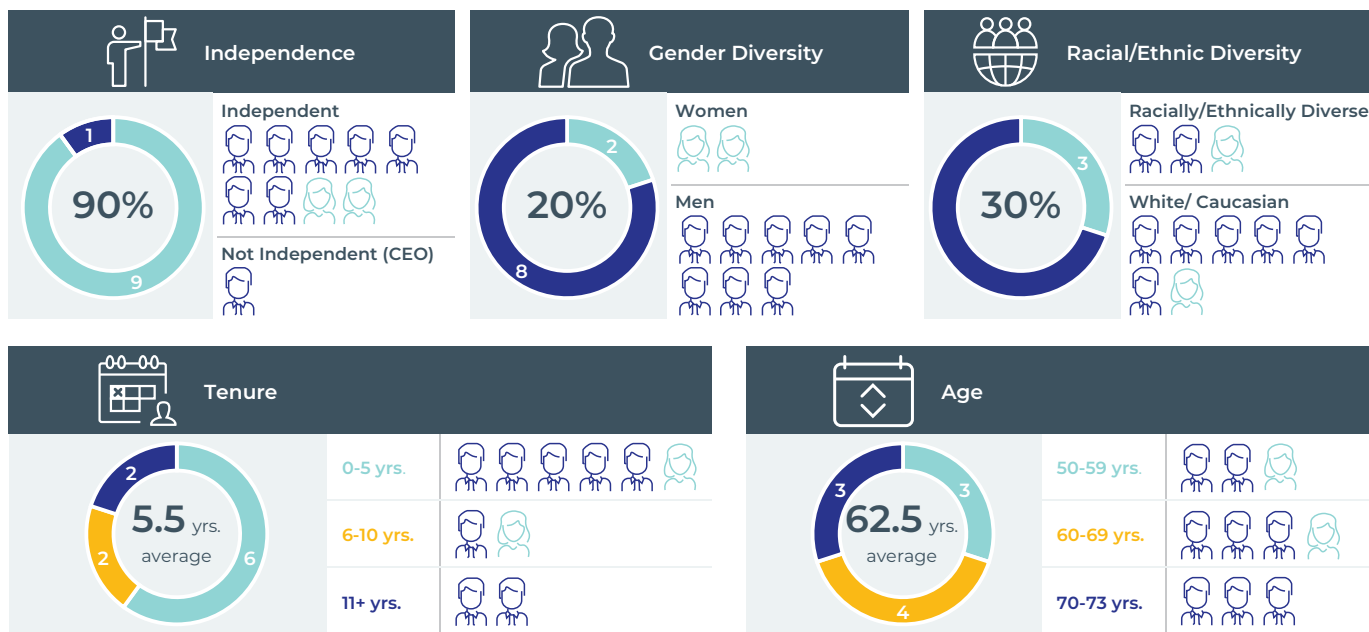 Independence
1
90%
9
Independent
Not Independent (CEO)
Gender Diversity
2
20%
8
Women
Men
Racial/Ethnic Diversity
3
30%
Racially/Ethnically Diverse
White/ Caucasian
Tenure
2
5.5 yrs.
average
2
6
0-5 yrs.
6-10 yrs.
11+ yrs.
Age
3
3
62.5 yrs.
average
4
50-59 yrs.
60-69 yrs.
70-73 yrs.